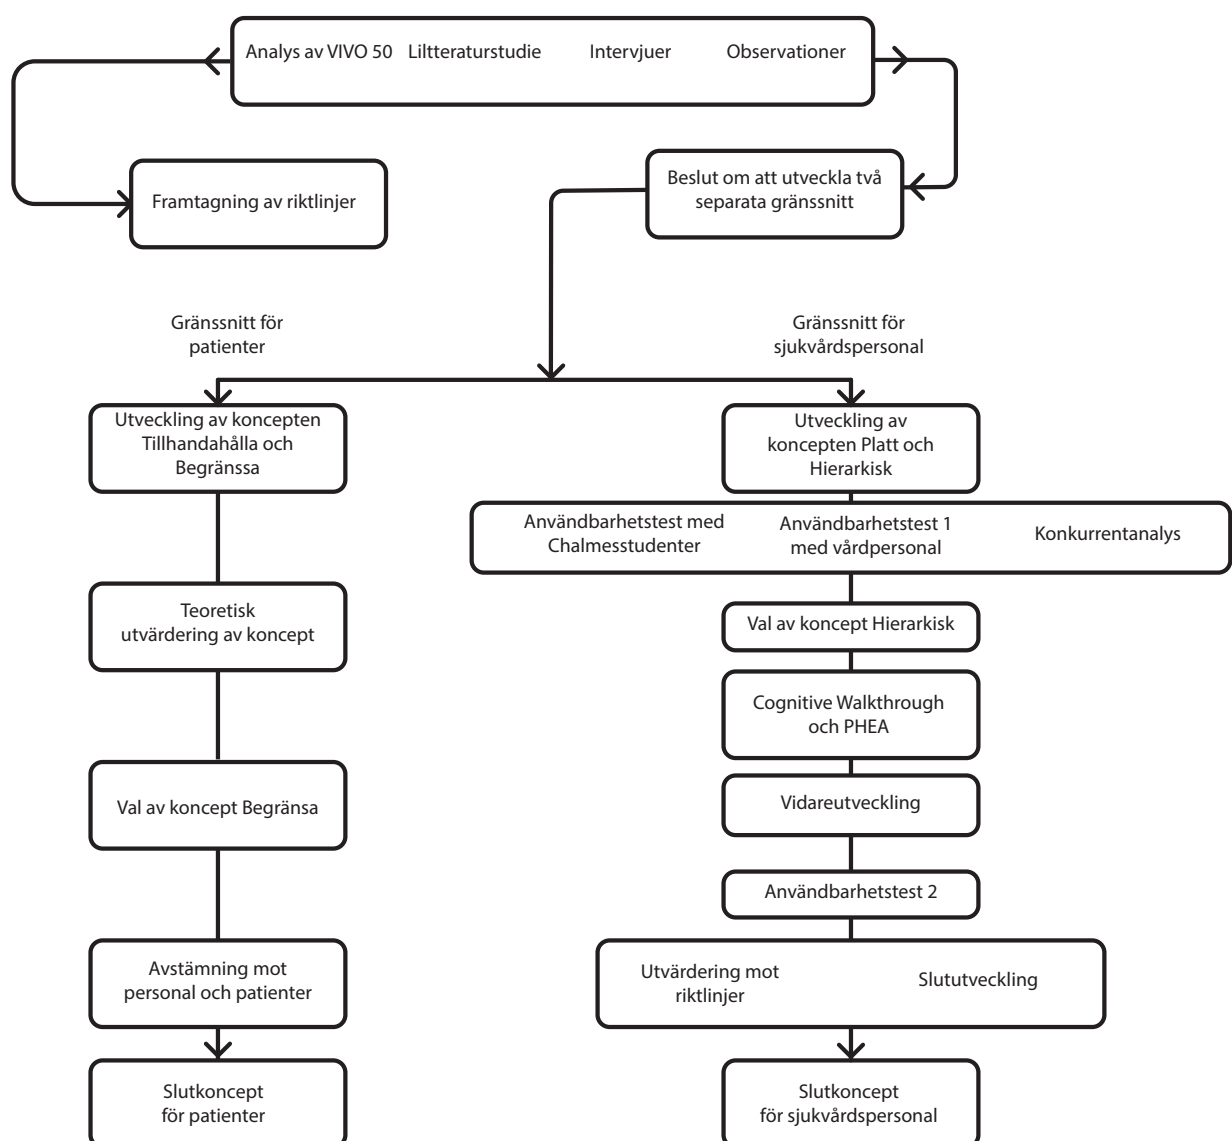 Analys av VIVO 50 Liltteraturstudie Intervjuer Observationer
Framtagning av riktlinjer
Beslut om att utveckla två
separata gränssnitt
Gränssnitt för
patienter
Gränssnitt för
sjukvårdspersonal
Utveckling av koncepten
Tillhandahålla och
Begränssa
Utveckling av
koncepten Platt och
Hierarkisk
Användbarhetstest med
Chalmesstudenter
Användbarhetstest 1
med vårdpersonal
Konkurrentanalys
Teoretisk
utvärdering av koncept
Val av koncept Hierarkisk
Cognitive Walkthrough
och PHEA
Val av koncept Begränsa
Vidareutveckling
Användbarhetstest 2
Avstämning mot
personal och patienter
Utvärdering mot
riktlinjer
Slututveckling
Slutkoncept
för patienter
Slutkoncept
för sjukvårdspersonal